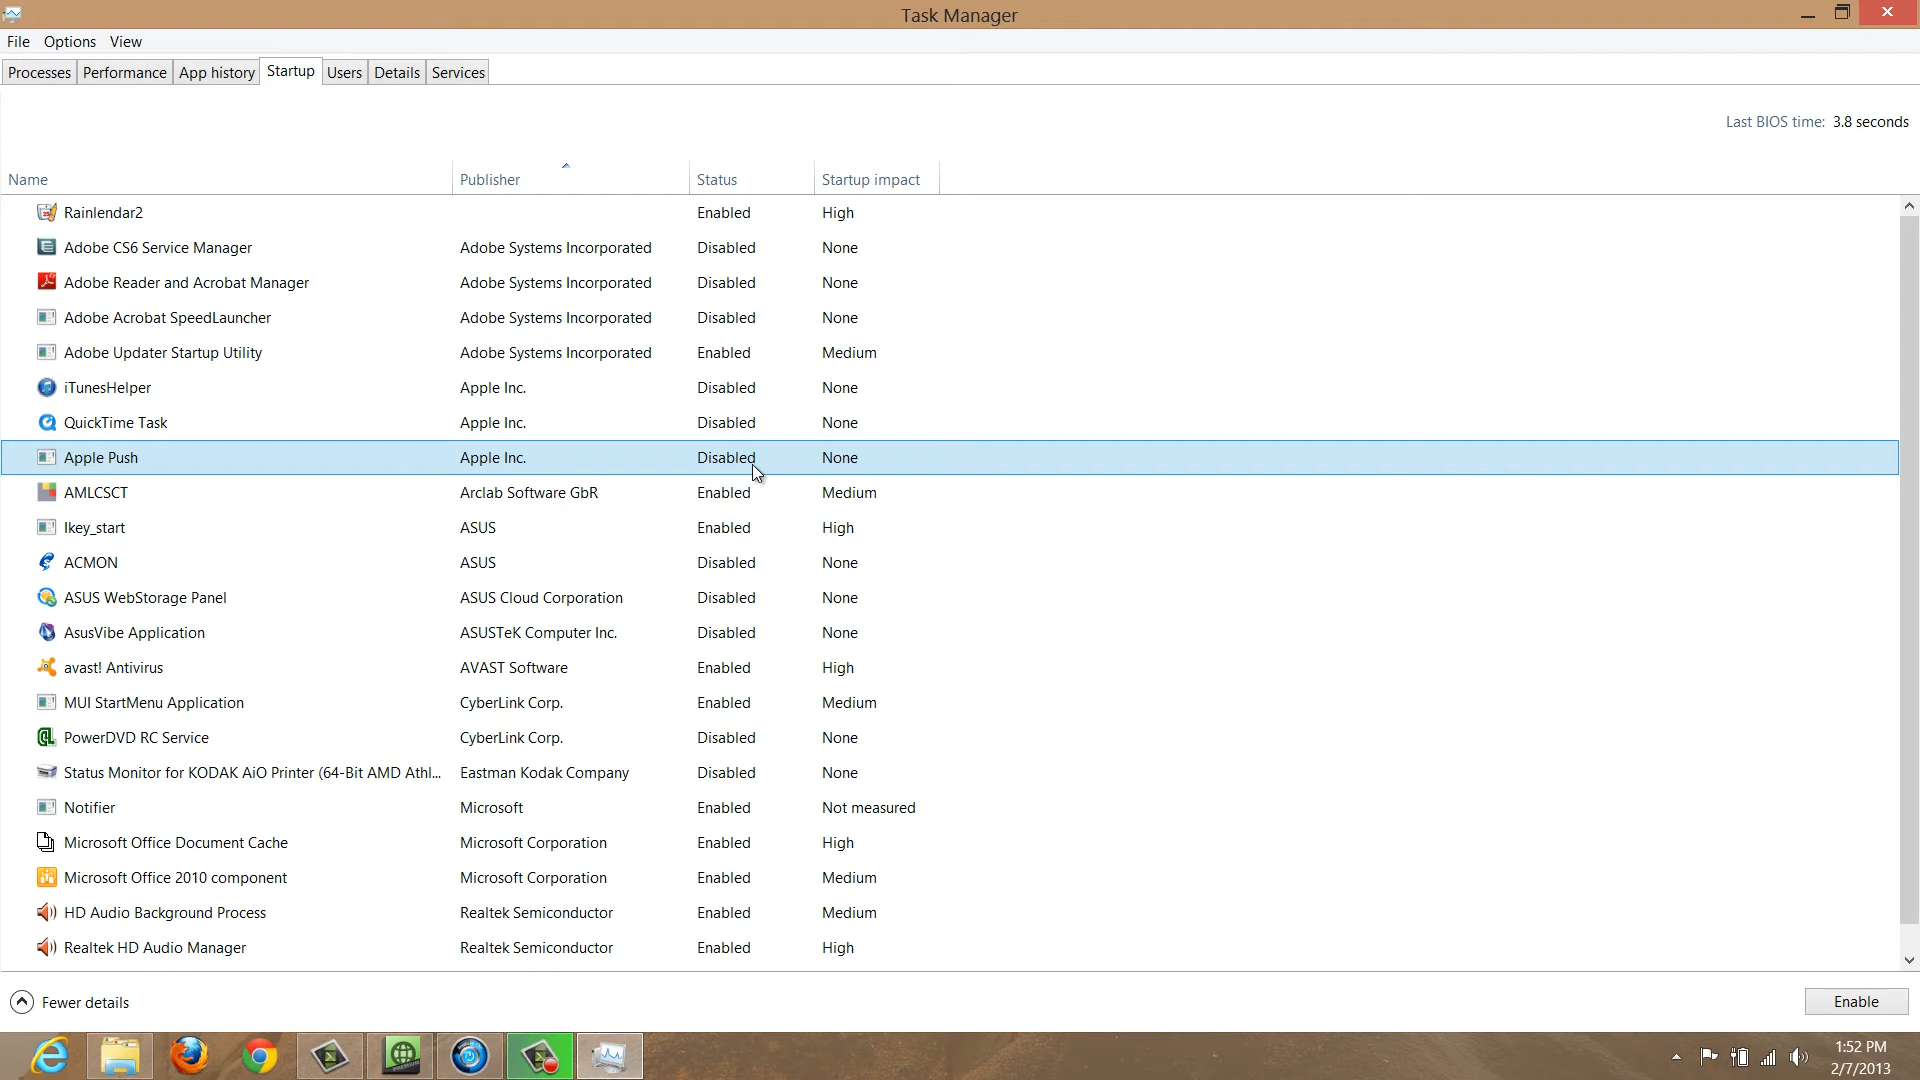 Task Manager
File Options View
Processes Performance App history Startup Users Details Services
Last BIOS time: 3.8 seconds
Name Publisher Status Startup impact
Rainlendar2 Enabled High
Adobe CS6 Service Manager Adobe Systems Incorporated Disabled None
Adobe Reader and Acrobat Manager Adobe Systems Incorporated Disabled None
Adobe Acrobat SpeedLauncher Adobe Systems Incorporated Disabled None
Adobe Updater Startup Utility Adobe Systems Incorporated Enabled Medium
iTunesHelper Apple Inc. Disabled None
QuickTime Task Apple Inc. Disabled None
Apple Push Apple Inc. Disabled None
AMLCSCT Arclab Software GbR Enabled Medium
Ikey_start ASUS Enabled High
ACMON ASUS Disabled None
ASUS WebStorage Panel ASUS Cloud Corporation Disabled None
AsusVibe Application ASUSTeK Computer Inc. Disabled None
avast! Antivirus AVAST Software Enabled High
MUI StartMenu Application CyberLink Corp. Enabled Medium
PowerDVD RC Service CyberLink Corp. Disabled None
Status Monitor for KODAK AiO Printer (64-Bit AMD Athl... Eastman Kodak Company Disabled None
Notifier Microsoft Enabled Not measured
Microsoft Office Document Cache Microsoft Corporation Enabled High
Microsoft Office 2010 component Microsoft Corporation Enabled Medium
HD Audio Background Process Realtek Semiconductor Enabled Medium
Realtek HD Audio Manager Realtek Semiconductor Enabled High
Fewer details Enable
1:52 PM
2/7/2013